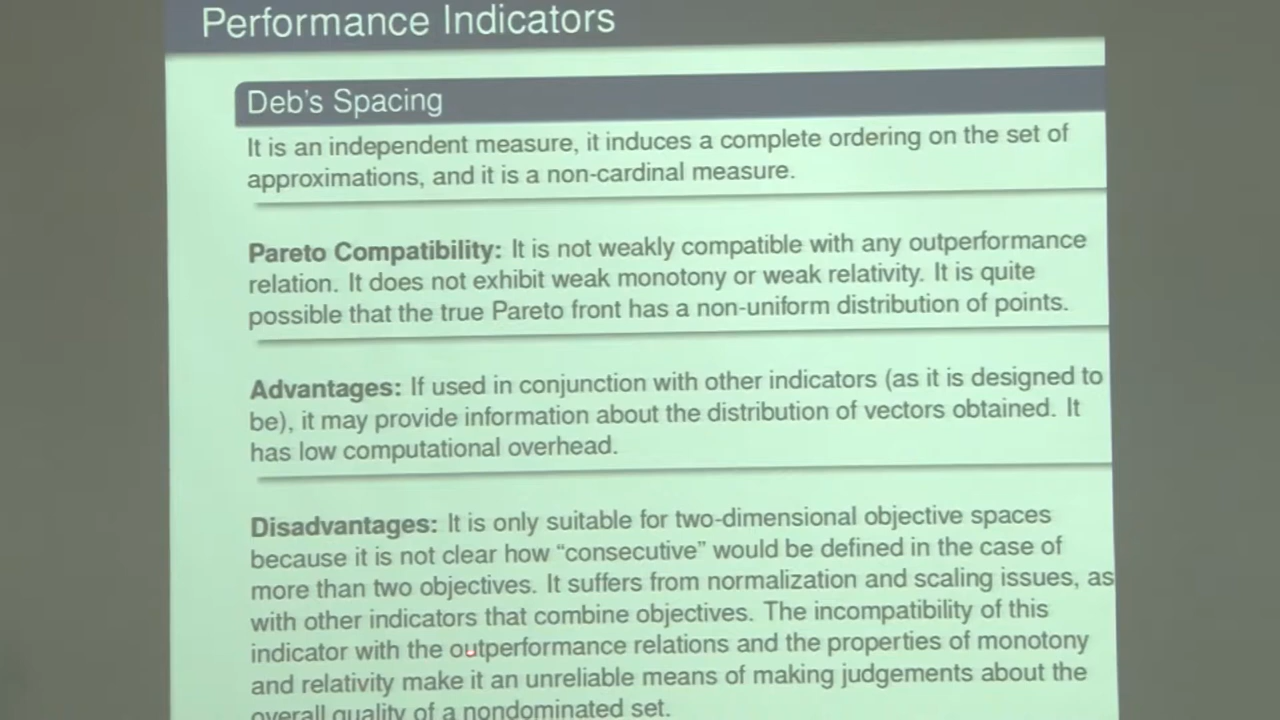 Performance Indicators
Deb's Spacing
It is an independent measure, it induces a complete ordering on the set of
approximations, and it is a non-cardinal measure.
Pareto Compatibility: It is not weakly compatible with any outperformance
relation. It does not exhibit weak monotony or weak relativity. It is quite
possible that the true Pareto front has a non-uniform distribution of points.
Advantages: If used in conjunction with other indicators (as it is designed to
be), it may provide information about the distribution of vectors obtained. It
has low computational overhead.
Disadvantages: It is only suitable for two-dimensional objective spaces
because it is not clear how “consecutive” would be defined in the case of
more than two objectives. It suffers from normalization and scaling issues, as
with other indicators that combine objectives. The incompatibility of this
indicator with the outperformance relations and the properties of monotony
and relativity make it an unreliable means of making judgements about the
overall quality of a nondominated set.